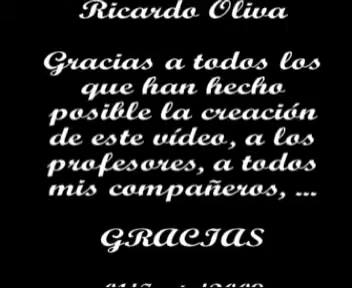 Ricardo Oliva
Gracias a todos los
que han hecho
posible la creación
de este vídeo, a los
profesores, a todos
mis compañeros, ...
GRACIAS